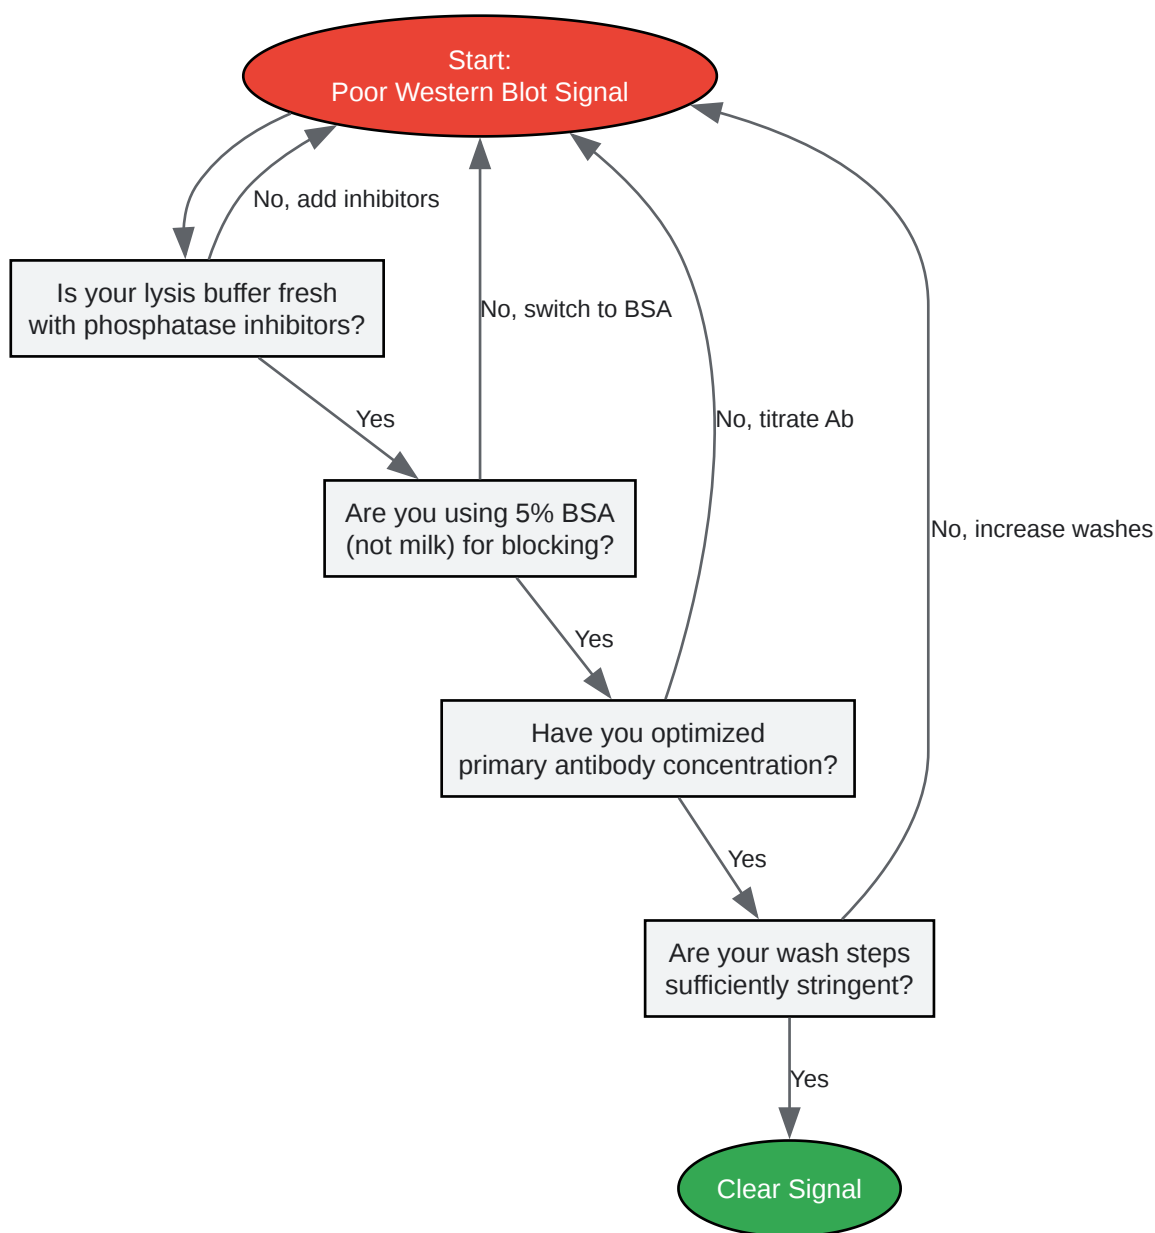 Start:
Poor Western Blot Signal
No, add inhibitors
Is your lysis buffer fresh
with phosphatase inhibitors?
No, switch to BSA
Yes
No, titrate Ab
Are you using 5% BSA
(not milk) for blocking?
No, increase washes
Yes
Have you optimized
primary antibody concentration?
Yes
Are your wash steps
sufficiently stringent?
Yes
Clear Signal